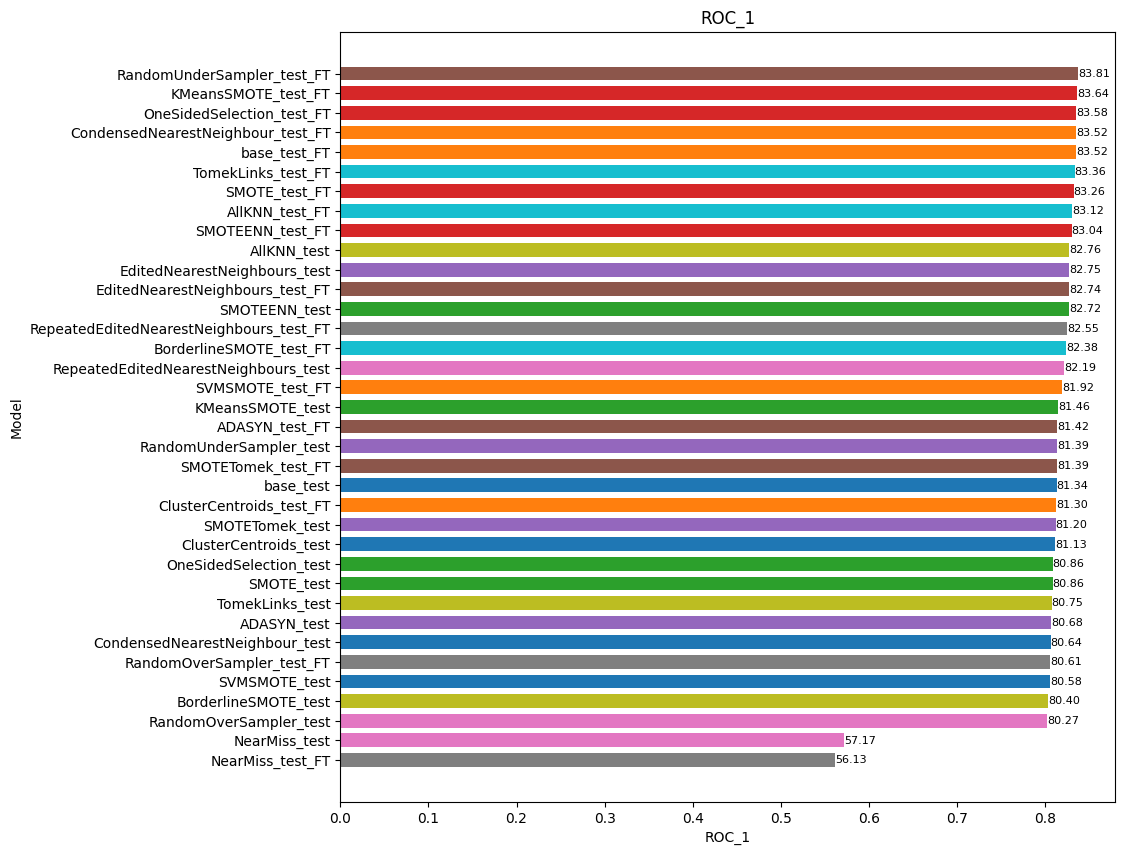 ROC_1
RandomUnderSampler_test_FT 83.81
KMeansSMOTE_test_FT 83.64
OneSidedSelection_test_FT 83.58
CondensedNearestNeighbour_test_FT 83.52
base_test_FT 83.52
TomekLinks_test_FT 83.36
SMOTE_test_FT 83.26
AllKNN_test_FT 83.12
SMOTEENN_test_FT 83.04
AllKNN_test 82.76
EditedNearestNeighbours_test 82.75
EditedNearestNeighbours_test_FT 82.74
SMOTEENN_test 82.72
RepeatedEditedNearestNeighbours_test_FT 82.55
BorderlineSMOTE_test_FT 82.38
RepeatedEditedNearestNeighbours_test 82.19
SVMSMOTE_test_FT 81.92
KMeansSMOTE_test 81.46
ADASYN_test_FT 81.42
RandomUnderSampler_test 81.39
SMOTETomek_test_FT 81.39
base_test 81.34
ClusterCentroids_test_FT 81.30
SMOTETomek_test 81.20
ClusterCentroids_test 81.13
OneSidedSelection_test 80.86
SMOTE_test 80.86
TomekLinks_test 80.75
ADASYN_test 80.68
CondensedNearestNeighbour_test 80.64
RandomOverSampler_test_FT 80.61
SVMSMOTE_test 80.58
BorderlineSMOTE_test 80.40
RandomOverSampler_test 80.27
NearMiss_test 57.17
NearMiss_test_FT 56.13
Model
0.0 0.1 0.2 0.3 0.4 0.5 0.6 0.7 0.8
ROC_1